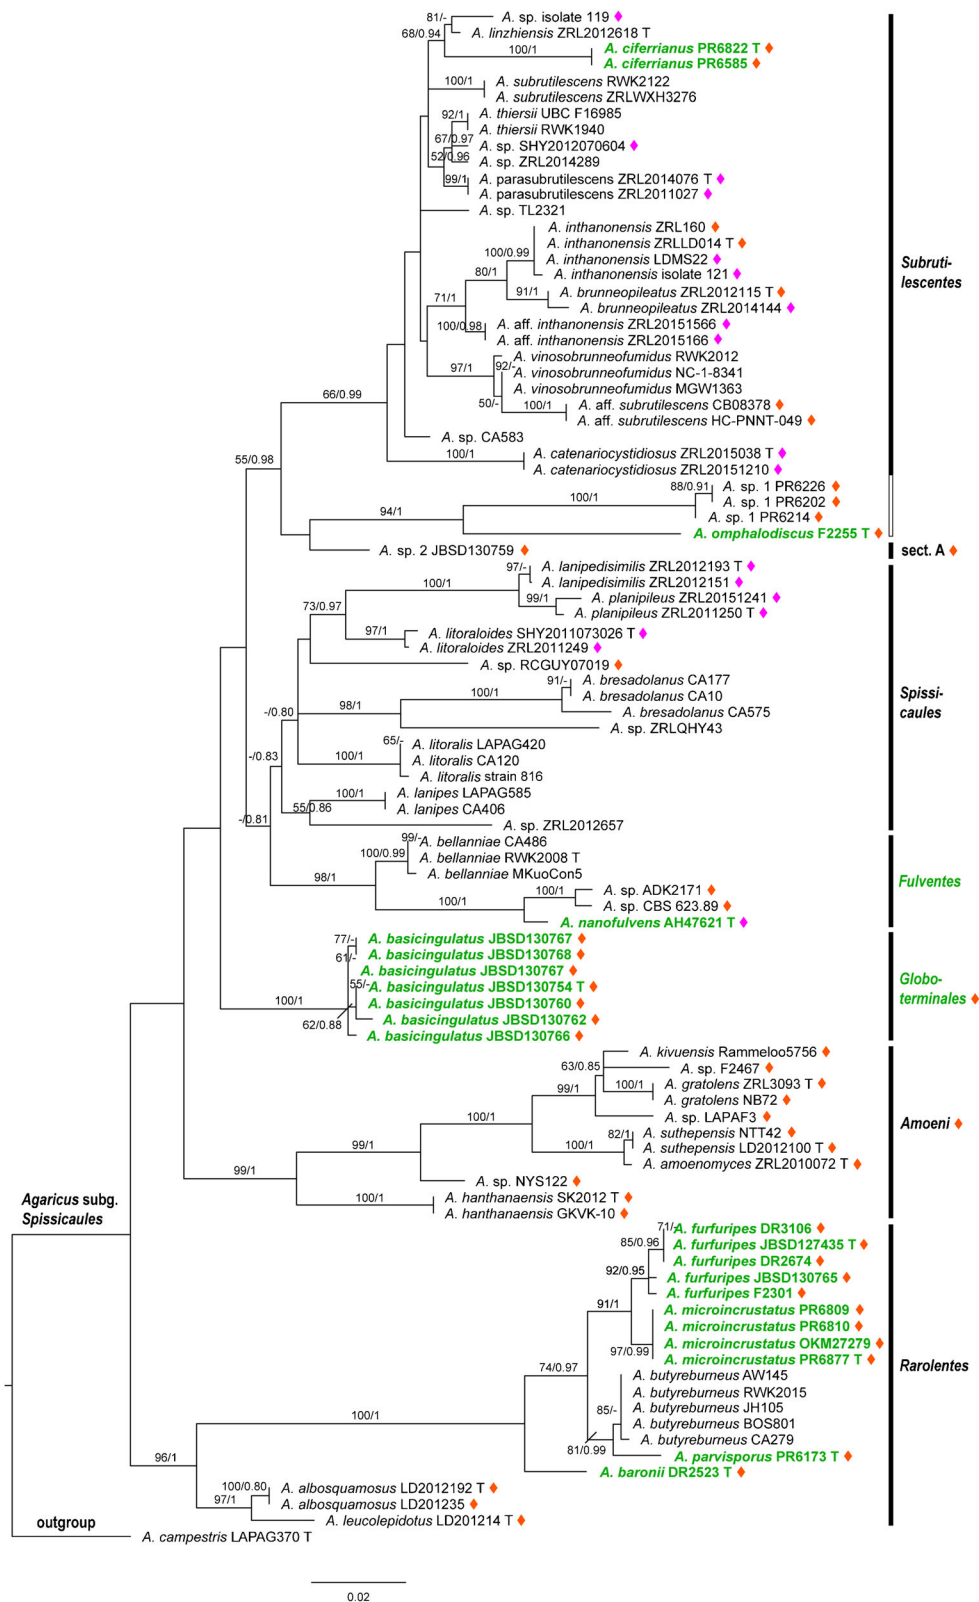 81/-
A. sp. isolate 119
68/0.94
A. linzhiensis ZRL2012618 T
100/1
A. ciferrianus PR6822 T
A. ciferrianus PR6585
100/1
A. subrutilescens RWK2122
A. subrutilescens ZRLWXH3276
92/1
A. thiersii UBC F16985
A. thiersii RWK1940
67/0.97
A. sp. SHY2012070604
52/0.96
A. sp. ZRL2014289
99/1
A. parasubrutilescens ZRL2014076 T
A. parasubrutilescens ZRL2011027
A. sp. TL2321
A. inthanonensis ZRL160
A. inthanonensis ZRLLD014 T
100/0.99
A. inthanonensis LDMS22
Subruti-
lescentes
80/1
A. inthanonensis isolate 121
91/1
A. brunneopileatus ZRL2012115 T
71/1
A. brunneopileatus ZRL2014144
100/0.98
A. aff. inthanonensis ZRL20151566
A. aff. inthanonensis ZRL2015166
A. vinosobrunneofumidus RWK2012
97/1
92/-
A. vinosobrunneofumidus NC-1-8341
A. vinosobrunneofumidus MGW1363
66/0.99
50/-
100/1
A. aff. subrutilescens CB08378
A. aff. subrutilescens HC-PNNT-049
A. sp. CA583
55/0.98
100/1
A. catenariocystidiosus ZRL2015038 T
A. catenariocystidiosus ZRL20151210
88/0.91
A. sp. 1 PR6226
100/1
A. sp. 1 PR6202
94/1
A. sp. 1 PR6214
A. omphalodiscus F2255 T
A. sp. 2 JBSD130759
sect. A
97/-
A. lanipedisimilis ZRL2012193 T
100/1
A. lanipedisimilis ZRL2012151
99/1
A. planipileus ZRL20151241
73/0.97
A. planipileus ZRL2011250 T
97/1
A. litoraloides SHY2011073026 T
A. litoraloides ZRL2011249
A. sp. RCGUY07019
91/-
A. bresadolanus CA177
100/1
A. bresadolanus CA10
Spissi-
caules
98/1
A. bresadolanus CA575
-/0.80
A. sp. ZRLQHY43
65/-
A. litoralis LAPAG420
-/0.83
100/1
A. litoralis CA120
A. litoralis strain 816
100/1
A. lanipes LAPAG585
55/0.86
A. lanipes CA406
-/0.81
A. sp. ZRL2012657
99/-
A. bellanniae CA486
100/0.99
A. bellanniae RWK2008 T
98/1
A. bellanniae MKuoCon5
Fulventes
100/1
A. sp. ADK2171
100/1
A. sp. CBS 623.89
A. nanofulvens AH47621 T
77/-
A. basicingulatus JBSD130767
61/-
A. basicingulatus JBSD130768
A. basicingulatus JBSD130767
55/-
A. basicingulatus JBSD130754 T
Globo-
terminales
100/1
A. basicingulatus JBSD130760
62/0.88
A. basicingulatus JBSD130762
A. basicingulatus JBSD130766
A. kivuensis Rammeloo5756
63/0.85
A. sp. F2467
99/1
100/1
A. gratolens ZRL3093 T
A. gratolens NB72
100/1
A. sp. LAPAF3
Amoeni
82/1
A. suthepensis NTT42
99/1
100/1
A. suthepensis LD2012100 T
A. amoenomyces ZRL2010072 T
99/1
A. sp. NYS122
100/1
A. hanthanaensis SK2012 T
Agaricus subg.
Spissicaules
A. hanthanaensis GKVK-10
71/-
A. furfuripes DR3106
85/0.96
A. furfuripes JBSD127435 T
A. furfuripes DR2674
92/0.95
A. furfuripes JBSD130765
A. furfuripes F2301
91/1
A. microincrustatus PR6809
A. microincrustatus PR6810
A. microincrustatus OKM27279
97/0.99
A. microincrustatus PR6877 T
Rarolentes
74/0.97
A. butyreburneus AW145
A. butyreburneus RWK2015
85/-
A. butyreburneus JH105
100/1
A. butyreburneus BOS801
A. butyreburneus CA279
81/0.99
A. parvisporus PR6173 T
96/1
A. baronii DR2523 T
100/0.80
A. albosquamosus LD2012192 T
97/1
A. albosquamosus LD201235
outgroup
A. leucolepidotus LD201214 T
A. campestris LAPAG370 T
0.02